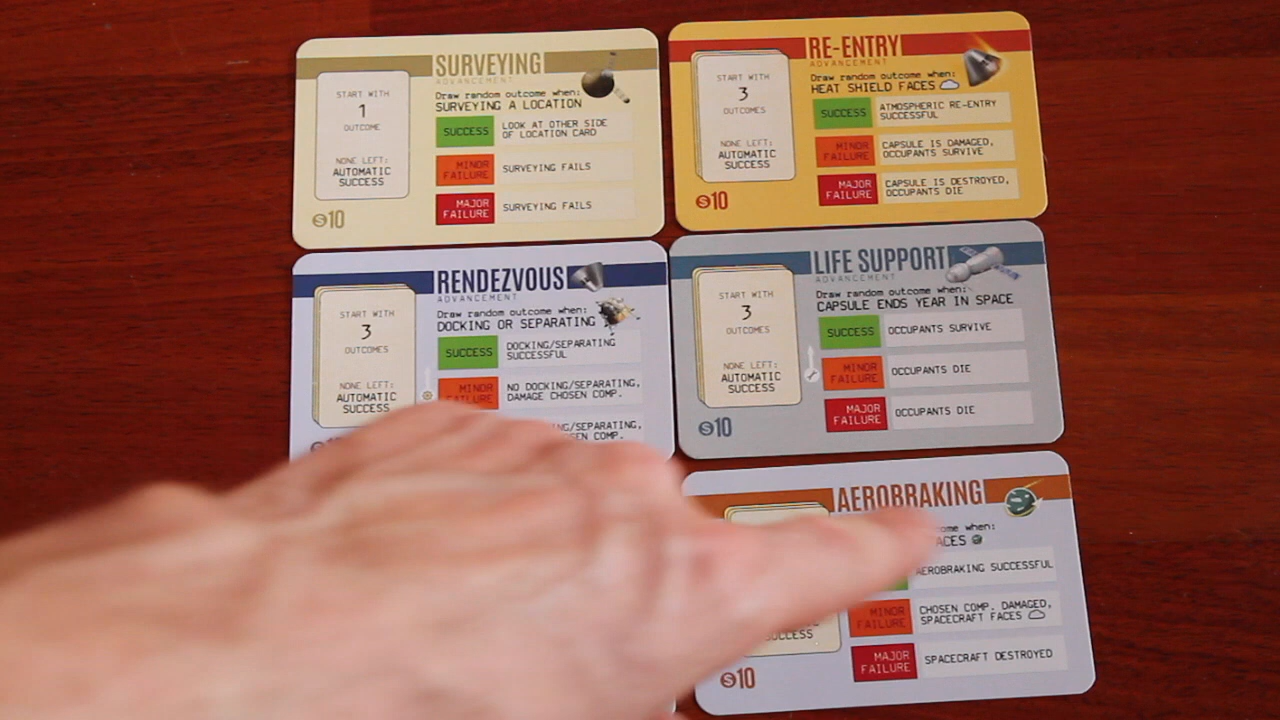 SURVEYING
ADVANCEMENT
START WITH
1
OUTCOME
NONE LEFT:
AUTOMATIC
SUCCESS
Draw random outcome when:
SURVEYING A LOCATION
SUCCESS
LOOK AT OTHER SIDE
OF LOCATION CARD
MINOR
FAILURE
SURVEYING FAILS
MAJOR
FAILURE
SURVEYING FAILS
$10
RE-ENTRY
ADVANCEMENT
START WITH
3
OUTCOMES
NONE LEFT:
AUTOMATIC
SUCCESS
Draw random outcome when:
HEAT SHIELD FACES
SUCCESS
ATMOSPHERIC RE-ENTRY
SUCCESSFUL
MINOR
FAILURE
CAPSULE IS DAMAGED,
OCCUPANTS SURVIVE
MAJOR
FAILURE
CAPSULE IS DESTROYED,
OCCUPANTS DIE
$10
RENDEZVOUS
ADVANCEMENT
START WITH
3
OUTCOMES
NONE LEFT:
AUTOMATIC
SUCCESS
Draw random outcome when:
DOCKING OR SEPARATING
SUCCESS
DOCKING/SEPARATING
SUCCESSFUL
MINOR
FAILURE
NO DOCKING/SEPARATING,
DAMAGE CHOSEN COMP.
/SEPARATING,
COMP.
LIFE SUPPORT
ADVANCEMENT
START WITH
3
OUTCOMES
NONE LEFT:
AUTOMATIC
SUCCESS
Draw random outcome when:
CAPSULE ENDS YEAR IN SPACE
SUCCESS
OCCUPANTS SURVIVE
MINOR
FAILURE
OCCUPANTS DIE
MAJOR
FAILURE
OCCUPANTS DIE
$10
AEROBRAKING
when:
AEROBRAKING SUCCESSFUL
MINOR
FAILURE
CHOSEN COMP. DAMAGED,
SPACECRAFT FACES
MAJOR
FAILURE
SPACECRAFT DESTROYED
SUCCESS
$10